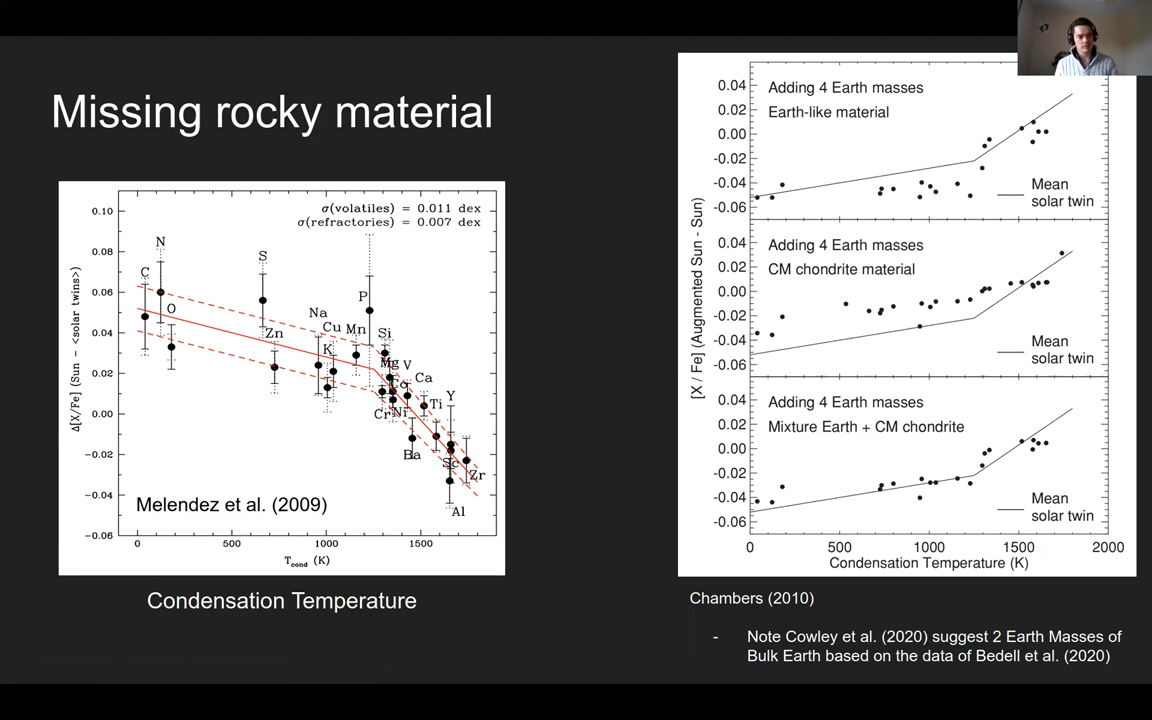 Missing rocky material
σ(volatiles) = 0.011 dex
σ(refractories) = 0.007 dex
Δ[X/Fe] (Sun - <solar twins>)
0.10
0.08
0.06
0.04
0.02
0.00
-0.02
-0.04
-0.06
C
N
O
S
Zn
Na
Cu
K
Mn
P
Si
Mg
V
Ca
Cr
Ni
Ti
Y
Ba
Sc
Zr
Al
Melendez et al. (2009)
0
500
1000
1500
Tcond (K)
Condensation Temperature
[X / Fe] (Augmented Sun - Sun)
Adding 4 Earth masses
Earth-like material
0.04
0.02
0.00
-0.02
-0.04
-0.06
Mean
solar twin
Adding 4 Earth masses
CM chondrite material
0.04
0.02
0.00
-0.02
-0.04
-0.06
Mean
solar twin
Adding 4 Earth masses
Mixture Earth + CM chondrite
0.04
0.02
0.00
-0.02
-0.04
-0.06
Mean
solar twin
0
500
1000
1500
2000
Condensation Temperature (K)
Chambers (2010)
- Note Cowley et al. (2020) suggest 2 Earth Masses of
Bulk Earth based on the data of Bedell et al. (2020)